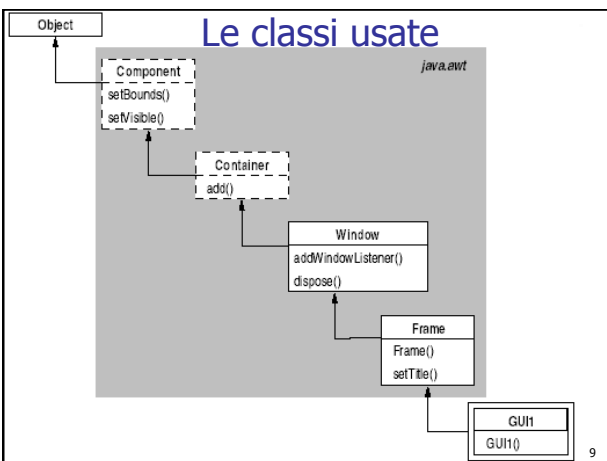 Object
Le classi usate
java.awt
Component
setBounds()
setVisible()
Container
add()
Window
addWindowListener()
dispose()
Frame
Frame()
setTitle()
GUI1
GUI1()
9